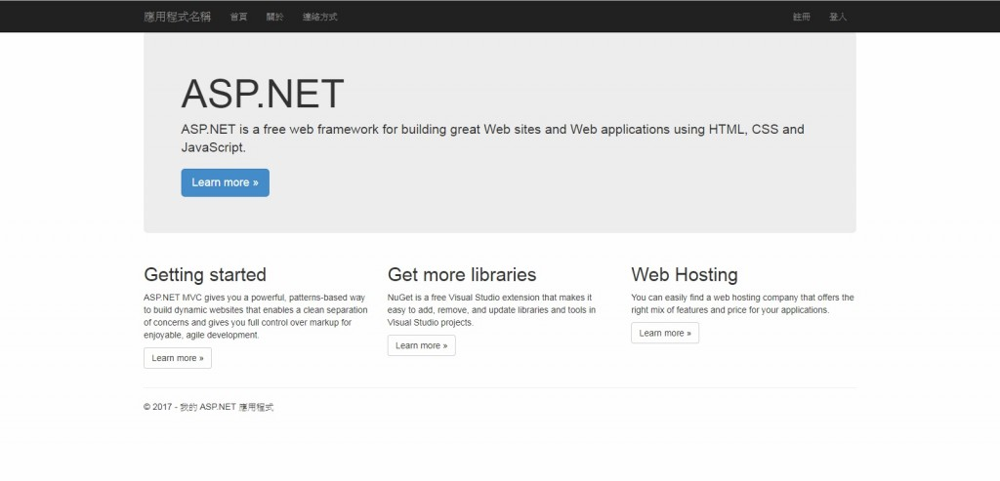 應用程式名稱 首頁 關於 連絡方式 註冊 登入
ASP.NET
ASP.NET is a free web framework for building great Web sites and Web applications using HTML, CSS and
JavaScript.
Learn more »
Getting started
ASP.NET MVC gives you a powerful, patterns-based way
to build dynamic websites that enables a clean separation
of concerns and gives you full control over markup for
enjoyable, agile development.
Learn more »
Get more libraries
NuGet is a free Visual Studio extension that makes it
easy to add, remove, and update libraries and tools in
Visual Studio projects.
Learn more »
Web Hosting
You can easily find a web hosting company that offers the
right mix of features and price for your applications.
Learn more »
© 2017 - 我的 ASP.NET 應用程式